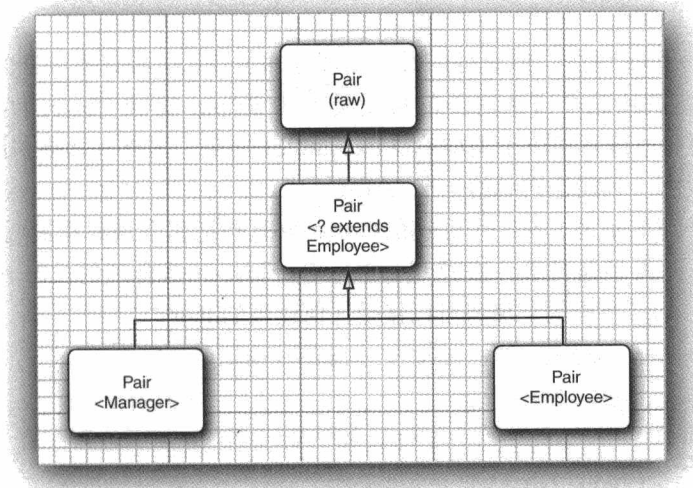 Pair
(raw)
Pair
<? extends
Employee>
Pair
<Manager>
Pair
<Employee>